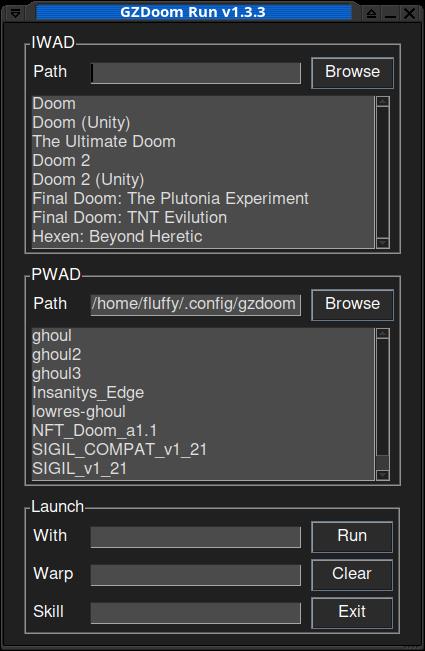 GZDoom Run v1.3.3
IWAD
Path Browse
Doom
Doom (Unity)
The Ultimate Doom
Doom 2
Doom 2 (Unity)
Final Doom: The Plutonia Experiment
Final Doom: TNT Evilution
Hexen: Beyond Heretic
PWAD
Path /home/fluffy/.config/gzdoom Browse
ghoul
ghoul2
ghoul3
Insanitys_Edge
lowres-ghoul
NFT_Doom_a1.1
SIGIL_COMPAT_v1_21
SIGIL_v1_21
Launch
With Run
Warp Clear
Skill Exit